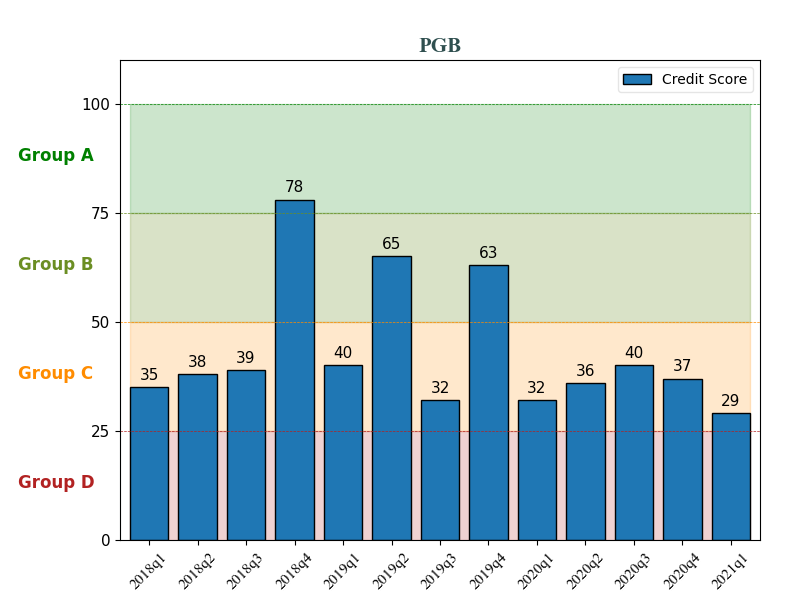 PGB
Credit Score
100
75
50
25
0
Group A
Group B
Group C
Group D
35
38
39
78
40
65
32
63
32
36
40
37
29
2018q1
2018q2
2018q3
2018q4
2019q1
2019q2
2019q3
2019q4
2020q1
2020q2
2020q3
2020q4
2021q1